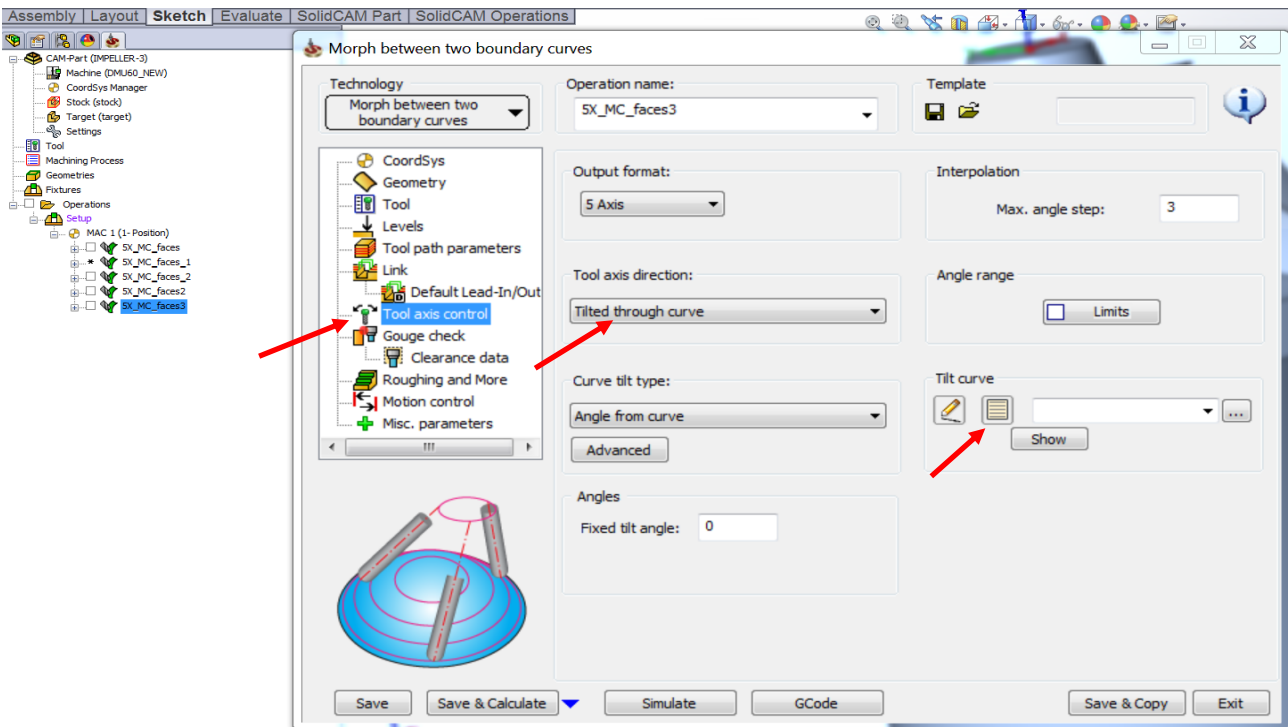 Assembly Layout Sketch Evaluate SolidCAM Part SolidCAM Operations
CAM-Part (IMPELLER-3)
Machine (DMU60_NEW)
CoordSys Manager
Stock (stock)
Target (target)
Settings
Tool
Machining Process
Geometries
Fixtures
Operations
Setup
MAC 1 (1- Position)
5X_MC_faces
* 5X_MC_faces_1
5X_MC_faces_2
5X_MC_faces2
5X_MC_faces3
Morph between two boundary curves
Technology
Morph between two
boundary curves
Operation name:
5X_MC_faces3
Template
CoordSys
Geometry
Tool
Levels
Tool path parameters
Link
Default Lead-In/Out
Tool axis control
Gouge check
Clearance data
Roughing and More
Motion control
Misc. parameters
Output format:
5 Axis
Interpolation
Max. angle step: 3
Tool axis direction:
Tilted through curve
Angle range
Limits
Curve tilt type:
Angle from curve
Advanced
Tilt curve
...
Show
Angles
Fixed tilt angle: 0
Save Save & Calculate Simulate GCode Save & Copy Exit